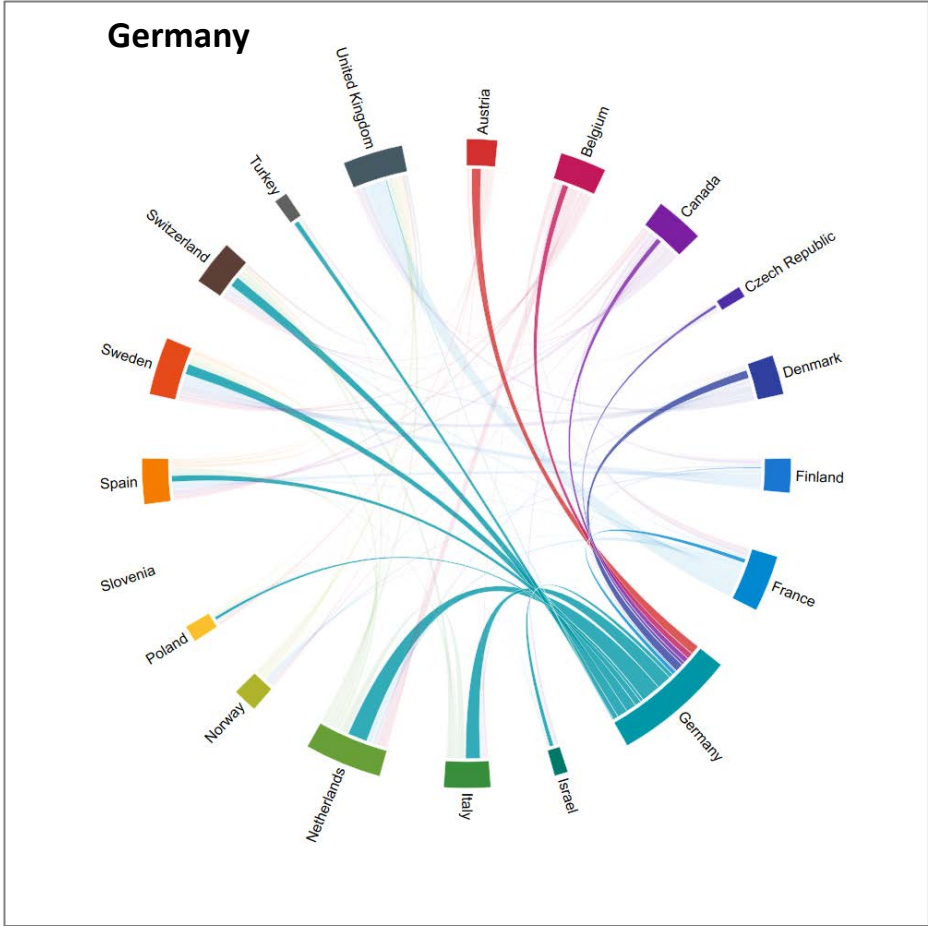 Germany
United Kingdom
Austria
Belgium
Canada
Czech Republic
Denmark
Finland
France
Germany
Israel
Italy
Netherlands
Norway
Poland
Slovenia
Spain
Sweden
Switzerland
Turkey